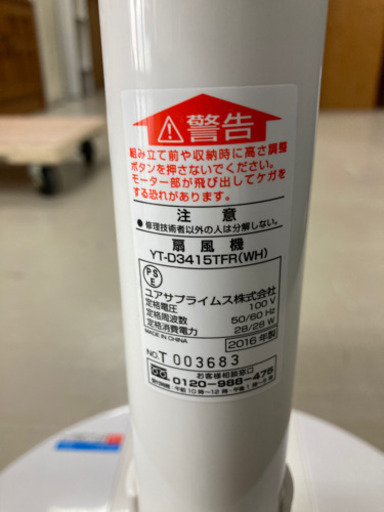 警告
組み立て前や収納時に高さ調整
ボタンを押さないでください。
モーター部が飛び出してケガを
する恐れがあります。
注意
●修理技術者以外の人は分解しない。
扇風機
YT-D3415TFR(WH)
PS
E
ユアサプライムス株式会社
定格電圧 100 V
定格周波数 50/60 Hz
定格消費電力 28/28 W
MADE IN CHINA 2016年製
NO.T 003683
お客様相談窓口
0120-988-475